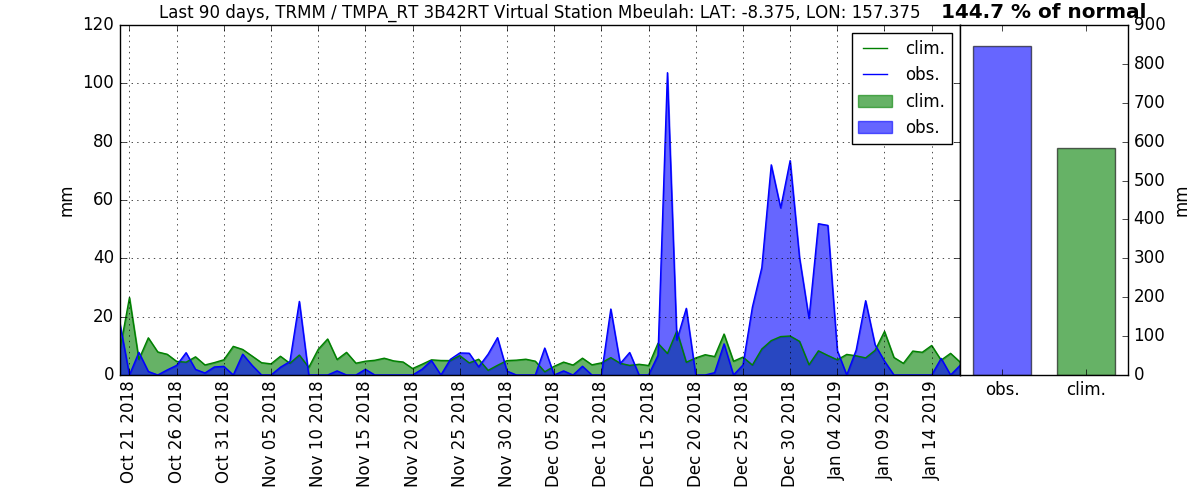 Last 90 days, TRMM / TMPA_RT 3B42RT Virtual Station Mbeulah: LAT: -8.375, LON: 157.375
144.7 % of normal
120
100
80
60
40
20
0
mm
clim.
obs.
clim.
obs.
900
800
700
600
500
400
300
200
100
0
mm
Oct 21 2018
Oct 26 2018
Oct 31 2018
Nov 05 2018
Nov 10 2018
Nov 15 2018
Nov 20 2018
Nov 25 2018
Nov 30 2018
Dec 05 2018
Dec 10 2018
Dec 15 2018
Dec 20 2018
Dec 25 2018
Dec 30 2018
Jan 04 2019
Jan 09 2019
Jan 14 2019
obs.
clim.